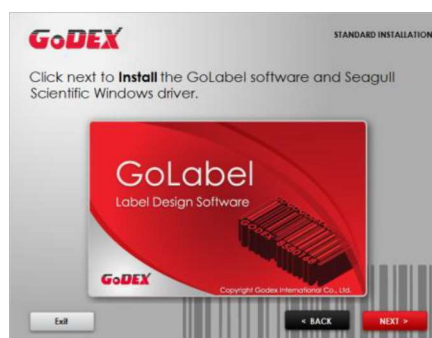 GoDEX
STANDARD INSTALLATION
Click next to Install the GoLabel software and Seagull
Scientific Windows driver.
GoLabel
Label Design Software
GoDEX
Copyright Godex International Co., Ltd.
Exit
< BACK
NEXT >